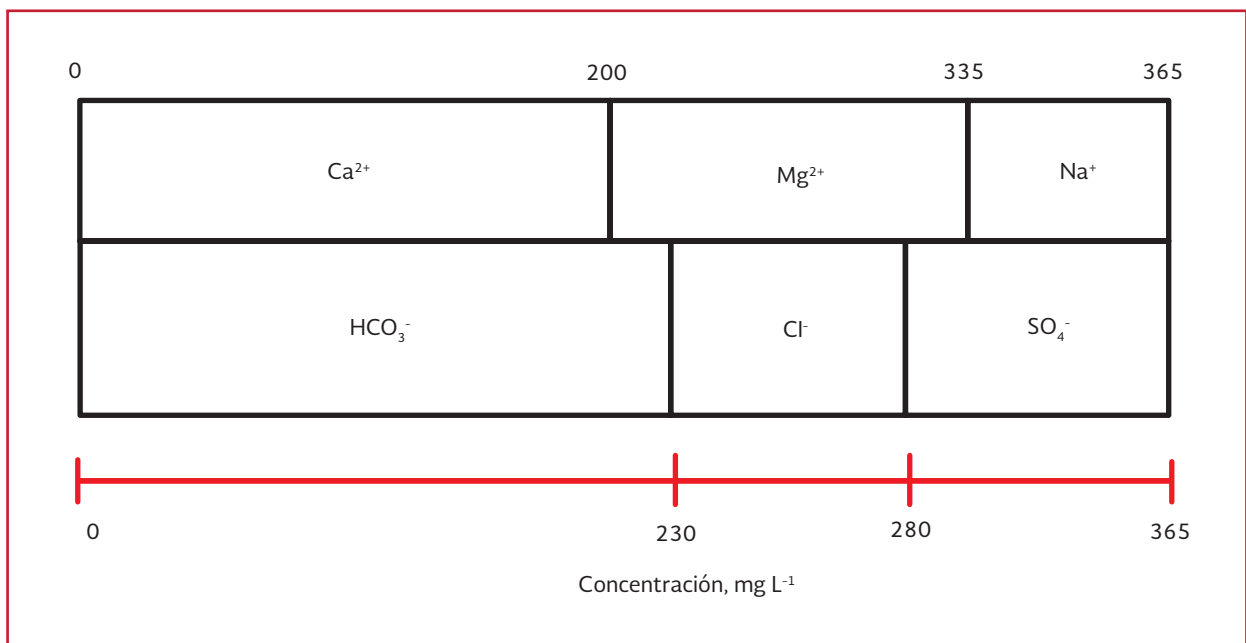 0 200 335 365
Ca²⁺ Mg²⁺ Na⁺
HCO₃⁻ Cl⁻ SO₄⁻
0 230 280 365
Concentración, mg L⁻¹